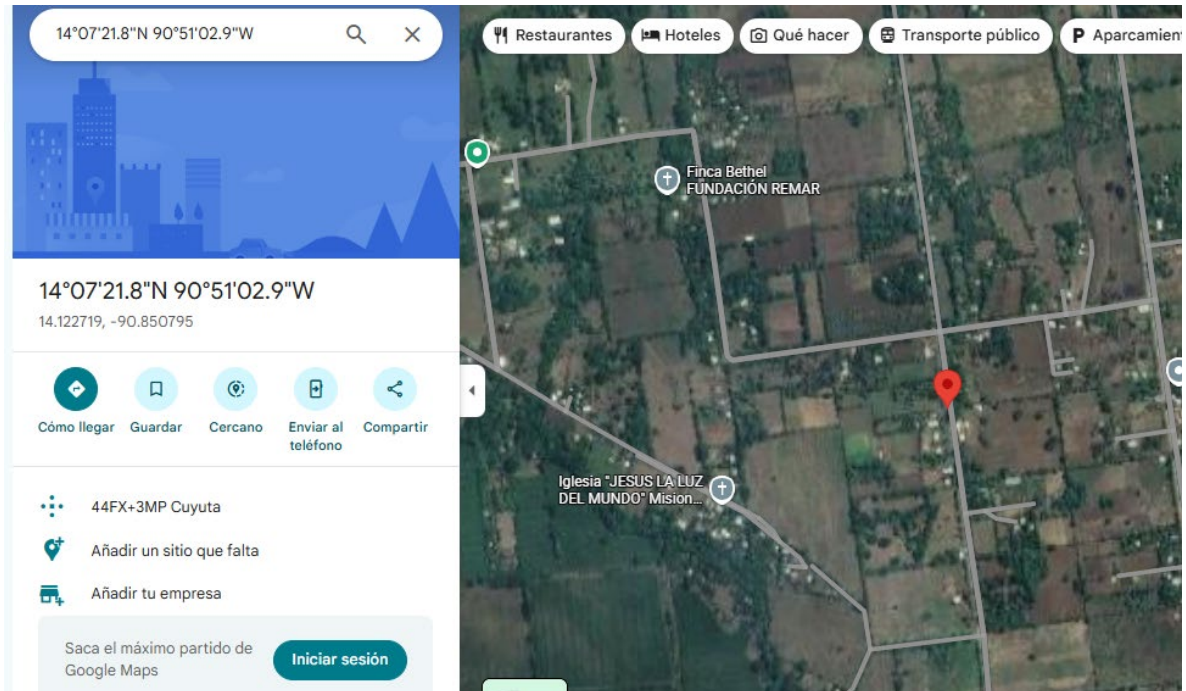 14°07'21.8"N 90°51'02.9"W
Restaurantes
Hoteles
Qué hacer
Transporte público
P Aparcamien
14°07'21.8"N 90°51'02.9"W
14.122719, -90.850795
Cómo llegar
Guardar
Cercano
Enviar al
teléfono
Compartir
44FX+3MP Cuyuta
Añadir un sitio que falta
Añadir tu empresa
Saca el máximo partido de
Google Maps
Iniciar sesión
Finca Bethel
FUNDACIÓN REMAR
Iglesia "JESUS LA LUZ
DEL MUNDO" Mision...